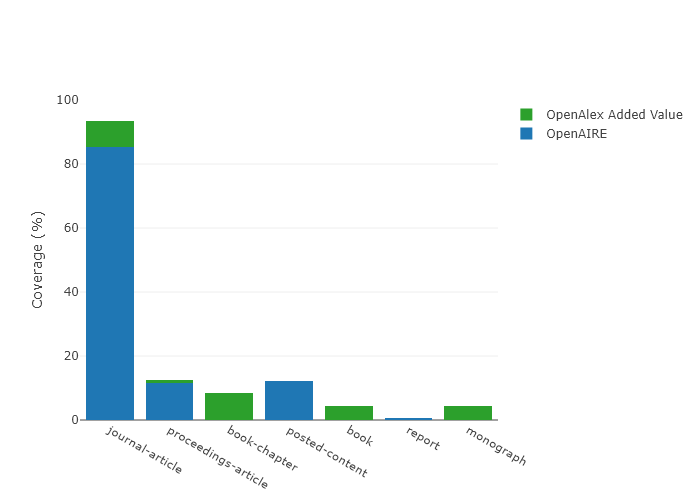 100
80
60
40
20
0
Coverage (%)
OpenAlex Added Value
OpenAIRE
journal-article
proceedings-article
book-chapter
posted-content
book
report
monograph